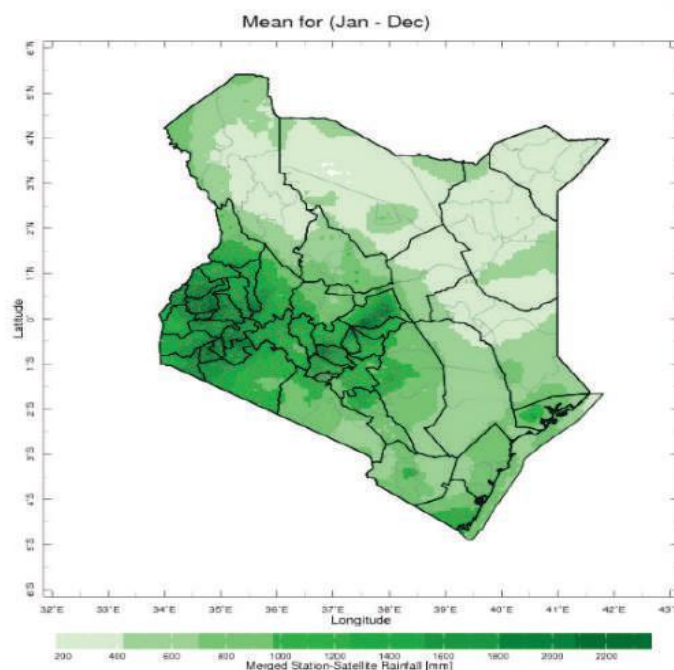 Mean for (Jan - Dec)
6°N
5°N
4°N
3°N
2°N
1°N
0°
1°S
2°S
3°S
4°S
5°S
6°S
Latitude
32°E 33°E 34°E 35°E 36°E 37°E 38°E 39°E 40°E 41°E 42°E 43°
Longitude
200 400 600 800 1000 1200 1400 1600 1800 2000 2200
Merged Station-Satellite Rainfall [mm]